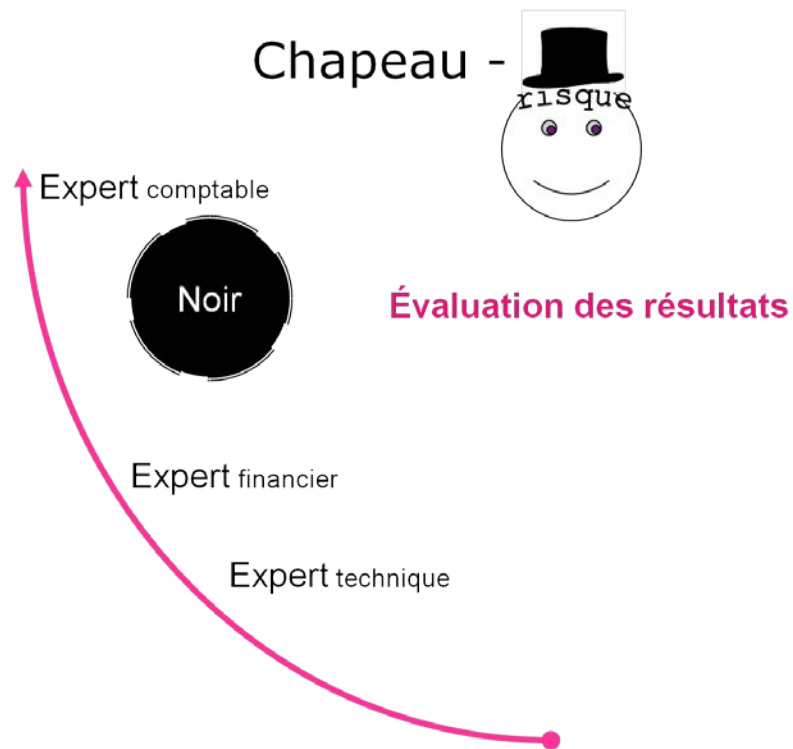 Chapeau -
risque
Expert comptable
Noir
Évaluation des résultats
Expert financier
Expert technique